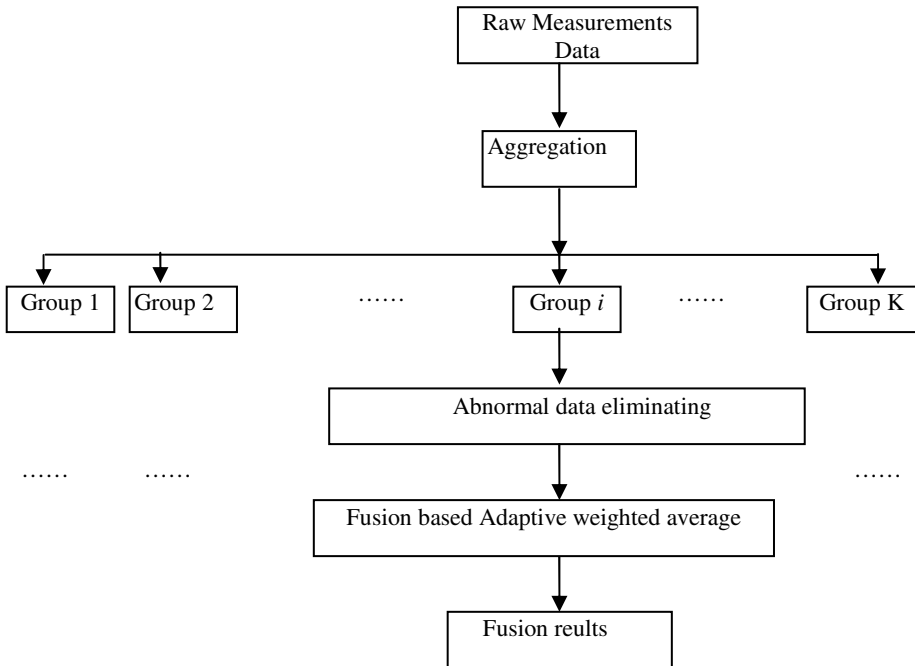 Raw Measurements
Data
Aggregation
Group 1 Group 2 …… Group i …… Group K
Abnormal data eliminating
…… …… ……
Fusion based Adaptive weighted average
Fusion reults